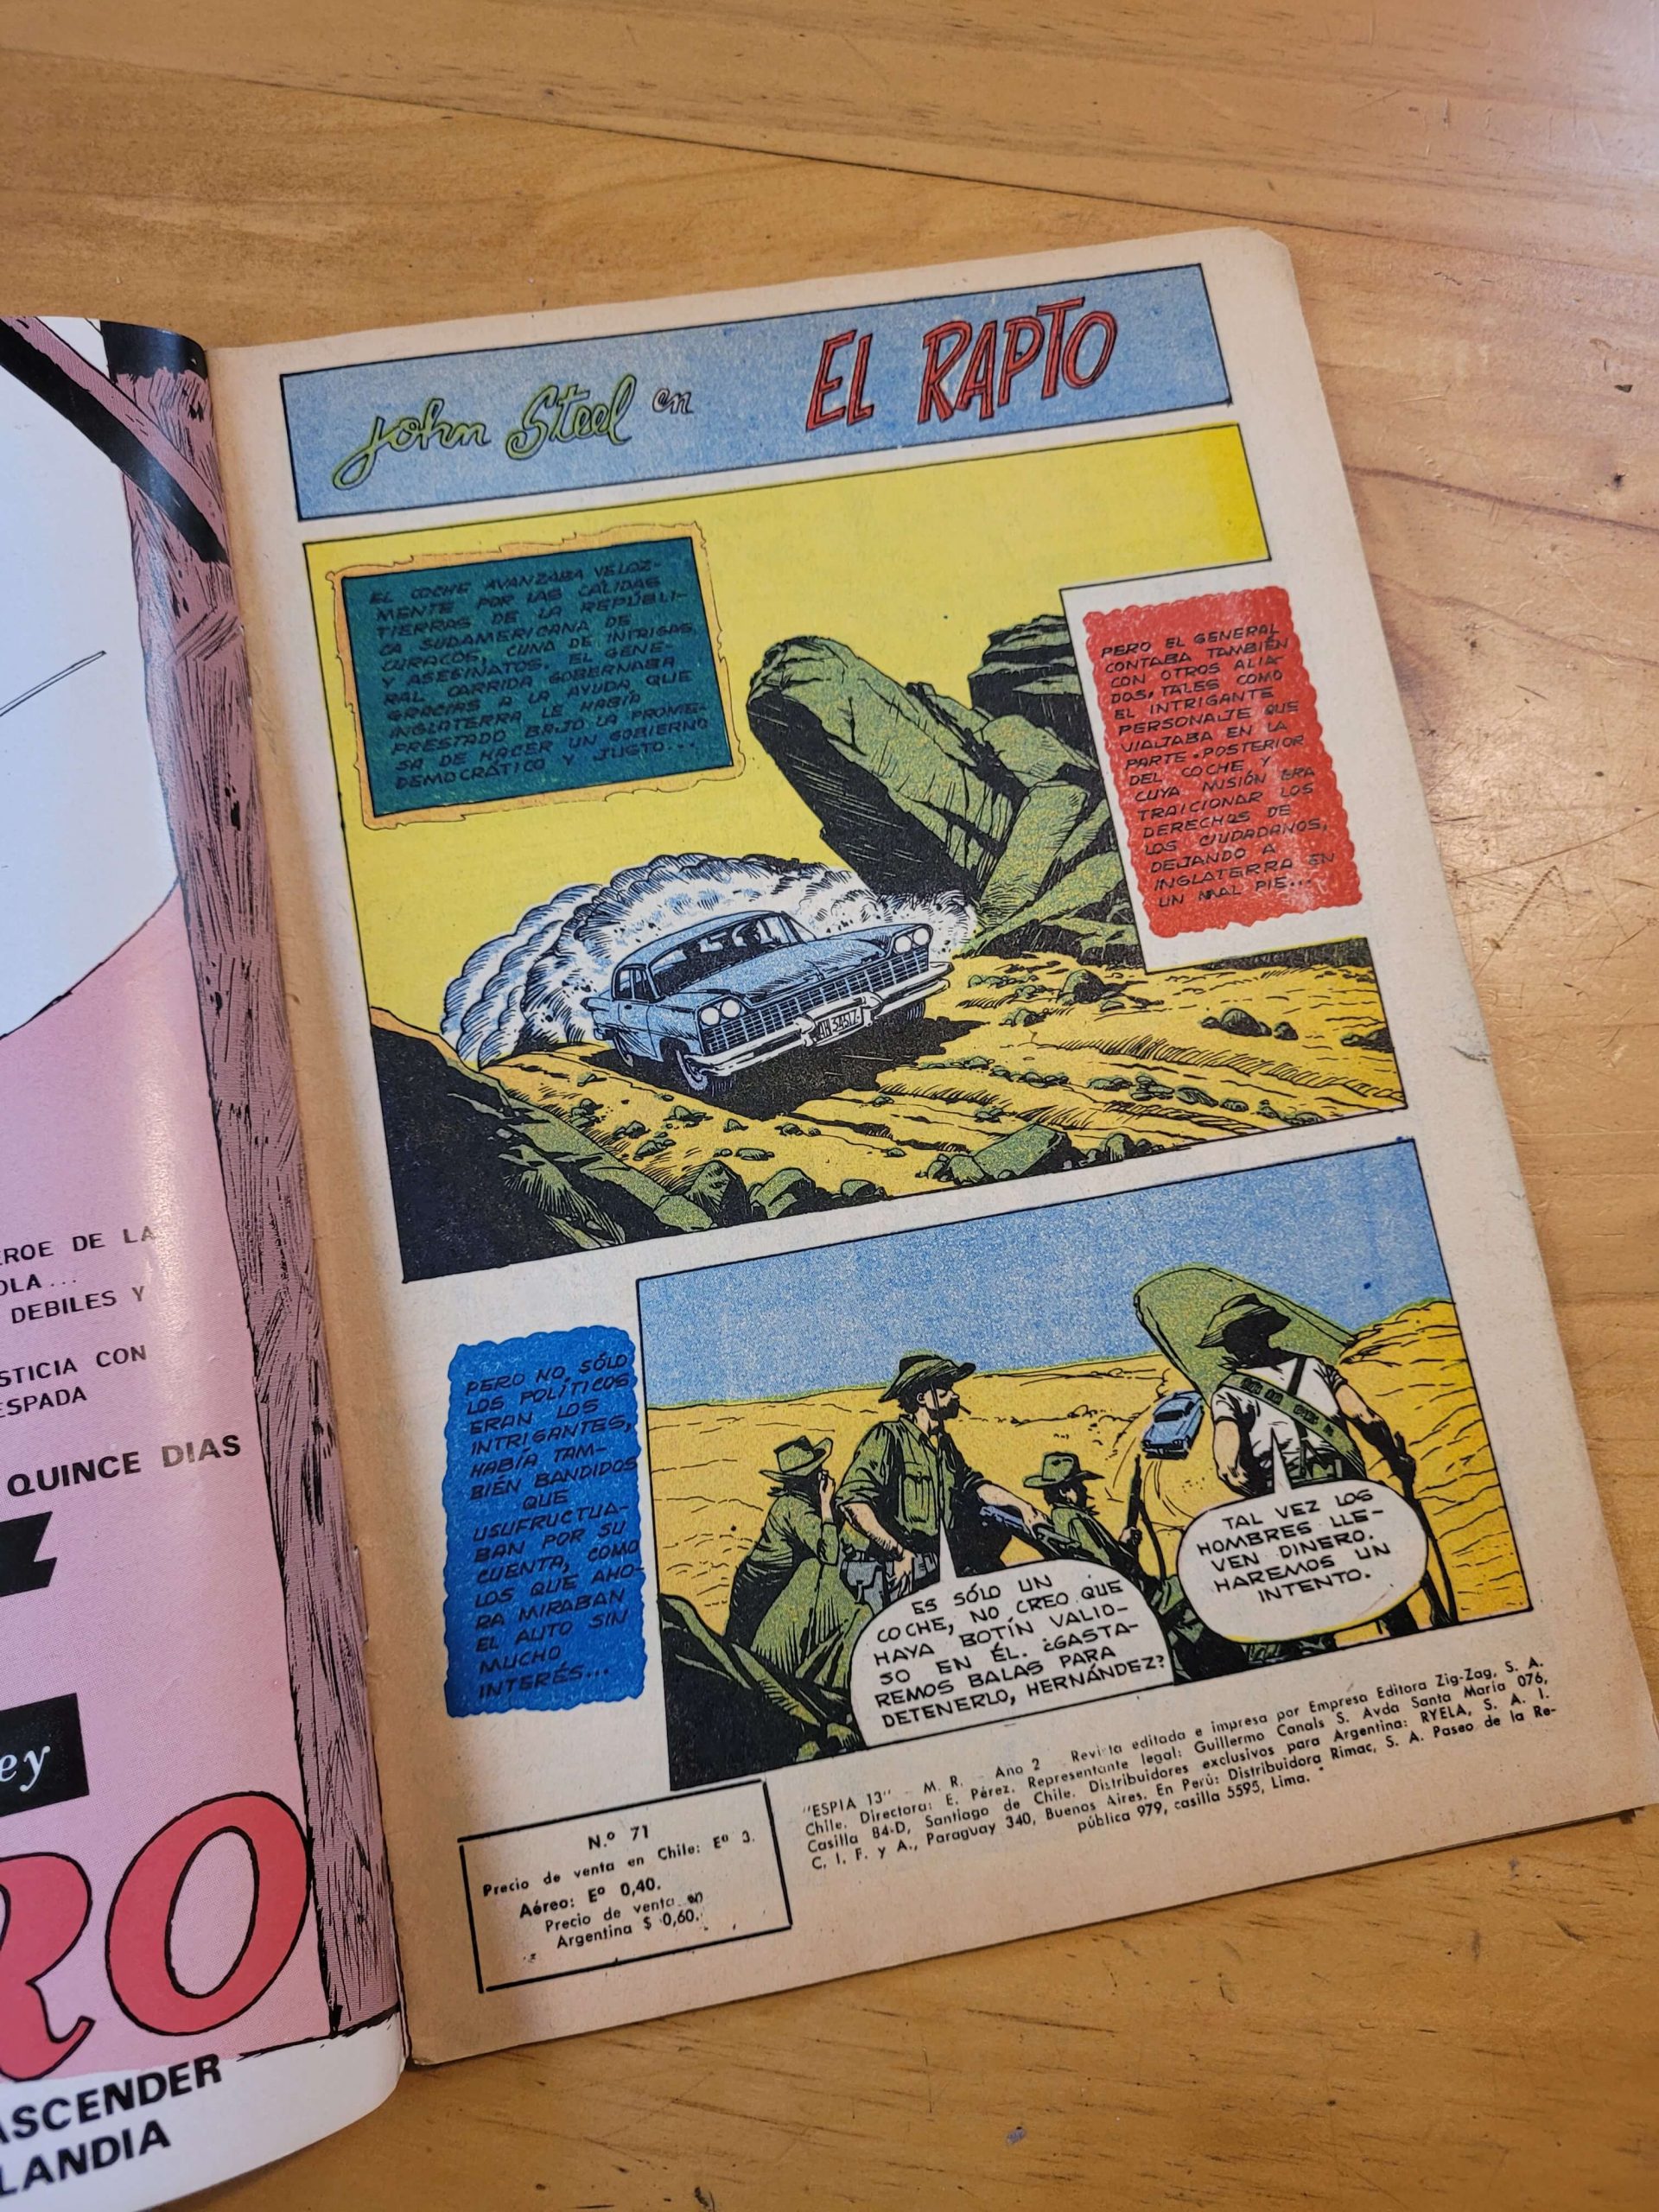 EROE DE LA
OLA...
DEBILES Y
STICIA CON
ESPADA
QUINCE DIAS
ey
RO
ASCENDER
LANDIA
John Steel en EL RAPTO
EL COCHE AVANZABA VELOZ-
MENTE POR LAS CÁLIDAS
TIERRAS DE LA REPÚBLI-
CA SUDAMERICANA DE
CURACOS, CUNA DE INTRIGAS,
Y ASESINATOS. EL GENE-
RAL CARRIDA GOBERNABA
GRACIAS A LA AYUDA QUE
INGLATERRA LE HABÍA
PRESTADO BAJO LA PROME-
SA DE HACER UN GOBIERNO
DEMOCRÁTICO Y JUSTO...
PERO EL GENERAL
CONTABA TAMBIÉN
CON OTROS ALIA-
DOS, TALES COMO
EL INTRIGANTE
PERSONAJE QUE
VIAJABA EN LA
PARTE POSTERIOR
DEL COCHE Y
CUYA MISIÓN ERA
TRAICIONAR LOS
DERECHOS DE
LOS CIUDADANOS,
DEJANDO A
INGLATERRA EN
UN MAL PIE...
PERO NO SÓLO
LOS POLÍTICOS
ERAN LOS
INTRIGANTES,
HABÍA TAM-
BIÉN BANDIDOS
QUE
USUFRUCTUA-
BAN POR SU
CUENTA, COMO
LOS QUE AHO-
RA MIRABAN
EL AUTO SIN
MUCHO
INTERÉS...
ES SÓLO UN
COCHE, NO CREO QUE
HAYA BOTÍN VALIO-
SO EN ÉL. ¿GASTA-
REMOS BALAS PARA
DETENERLO, HERNÁNDEZ?
TAL VEZ LOS
HOMBRES LLE-
VEN DINERO.
HAREMOS UN
INTENTO.
N.º 71
Precio de venta en Chile: Eº 3.
Aéreo: Eº 0,40.
Precio de venta en
Argentina $ 0,60.
"ESPIA 13" — M. R. — Año 2 Revista editada e impresa por Empresa Editora Zig-Zag, S. A.
Chile. Directora: E. Pérez. Representante legal: Guillermo Canals S. Avda Santa María 076,
Casilla 84-D, Santiago de Chile. Distribuidores exclusivos para Argentina: RYELA, S. A. I.
C. I. F. y A., Paraguay 340, Buenos Aires. En Perú: Distribuidora Rimac, S. A. Paseo de la Re-
pública 979, casilla 5595, Lima.